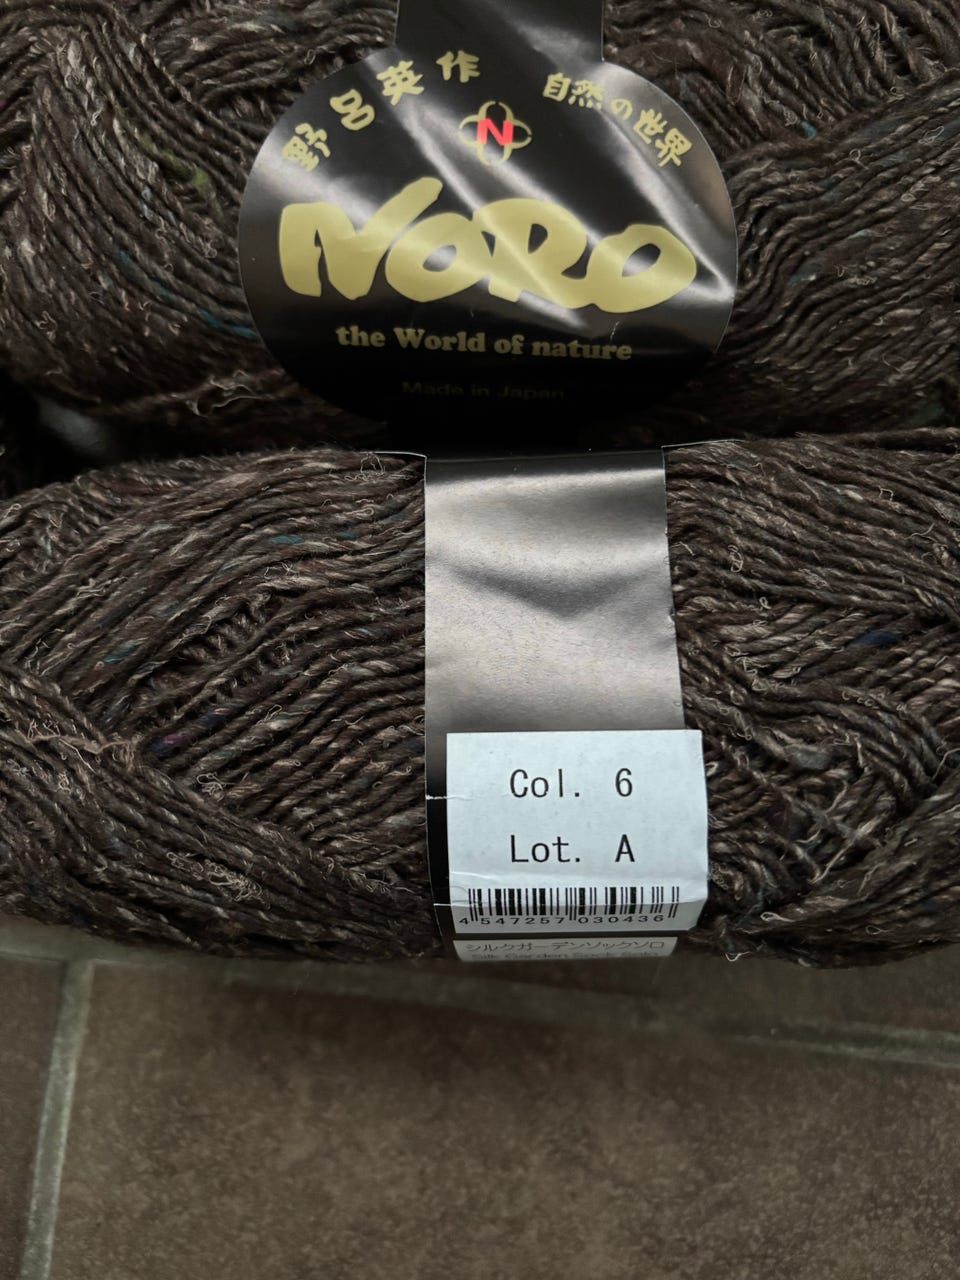 野呂英作 自然の世界
N
NORO
the World of nature
Made in Japan
Col. 6
Lot. A
4 547257 030436
シルクガーデンソックソロ
Silk Garden Sock Solo